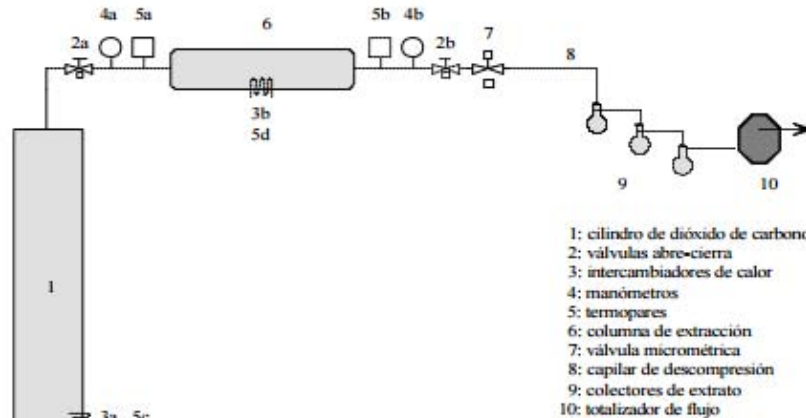 4a 5a 6 5b 4b 7
2a 2b 8
3b
5d
9 10
1
1: cilindro de dióxido de carbono
2: válvulas abre-cierra
3: intercambiadores de calor
4: manómetros
5: termopares
6: columna de extracción
7: válvula micrométrica
8: capilar de descompresión
9: colectores de extrato
10: totalizador de flujo
3a 5c